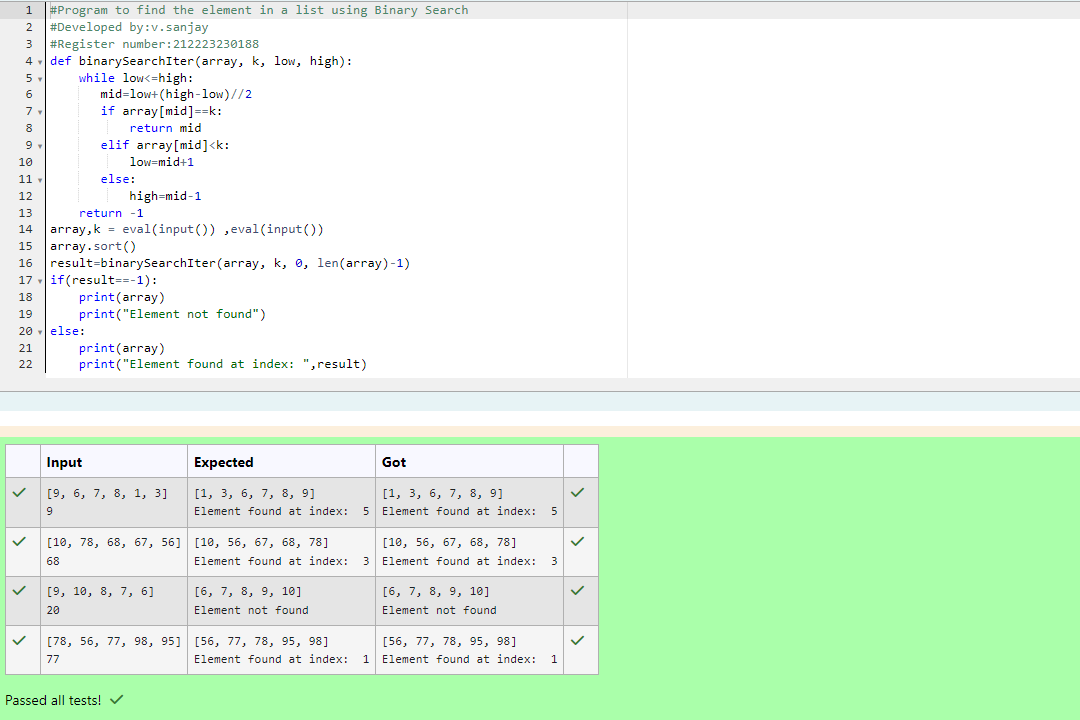 1 #Program to find the element in a list using Binary Search
2 #Developed by:v.sanjay
3 #Register number:212223230188
4 def binarySearchIter(array, k, low, high):
5     while low<=high:
6        mid=low+(high-low)//2
7        if array[mid]==k:
8            return mid
9        elif array[mid]<k:
10            low=mid+1
11        else:
12            high=mid-1
13     return -1
14 array,k = eval(input()) ,eval(input())
15 array.sort()
16 result=binarySearchIter(array, k, 0, len(array)-1)
17 if(result==-1):
18     print(array)
19     print("Element not found")
20 else:
21     print(array)
22     print("Element found at index: ",result)
Input Expected Got
[9, 6, 7, 8, 1, 3] [1, 3, 6, 7, 8, 9] [1, 3, 6, 7, 8, 9]
9 Element found at index:  5 Element found at index:  5
[10, 78, 68, 67, 56] [10, 56, 67, 68, 78] [10, 56, 67, 68, 78]
68 Element found at index:  3 Element found at index:  3
[9, 10, 8, 7, 6] [6, 7, 8, 9, 10] [6, 7, 8, 9, 10]
20 Element not found Element not found
[78, 56, 77, 98, 95] [56, 77, 78, 95, 98] [56, 77, 78, 95, 98]
77 Element found at index:  1 Element found at index:  1
Passed all tests!